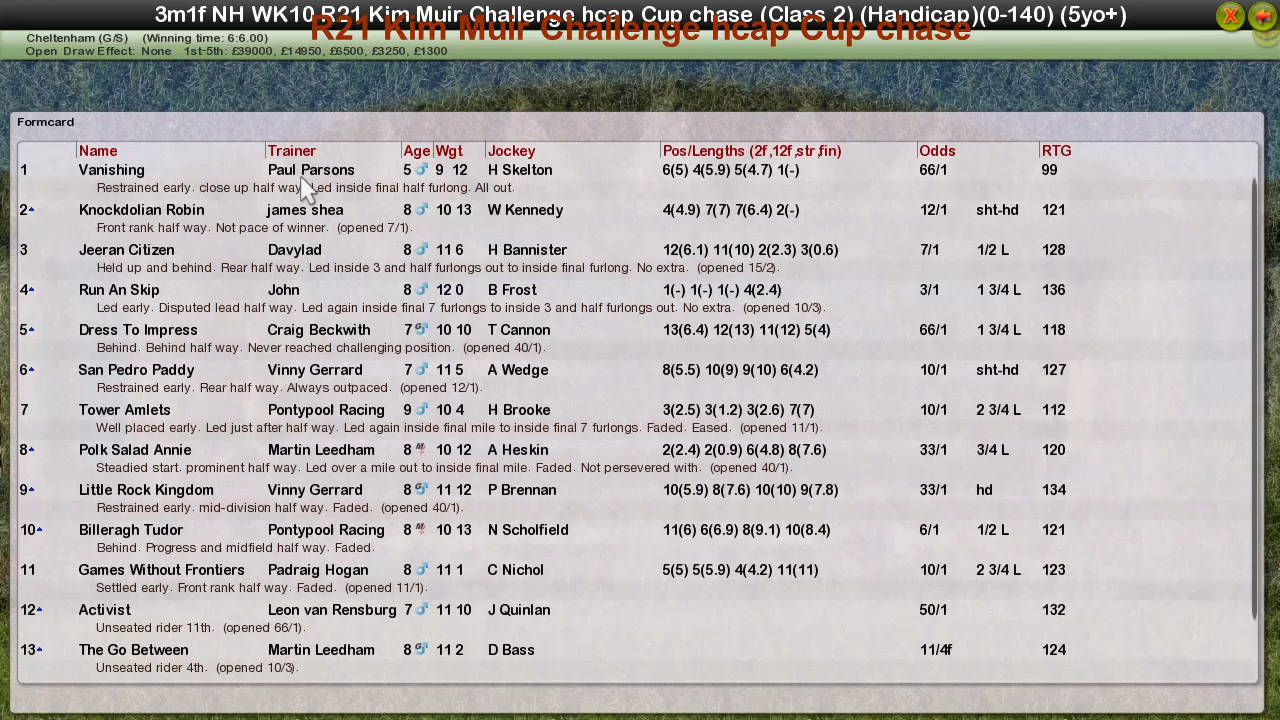 3m1f NH WK10 R21 Kim Muir Challenge hcap Cup chase (Class 2) (Handicap)(0-140) (5yo+)
R21 Kim Muir Challenge hcap Cup chase
Cheltenham (G/S) (Winning time: 6:6.00)
Open Draw Effect: None 1st-5th: £39000, £14950, £6500, £3250, £1300
Formcard
Name Trainer Age Wgt Jockey Pos/Lengths (2f,12f,str,fin) Odds RTG
1 Vanishing Paul Parsons 5 9 12 H Skelton 6(5) 4(5.9) 5(4.7) 1(-) 66/1 99
Restrained early. close up half way. Led inside final half furlong. All out.
2 Knockdolian Robin james shea 8 10 13 W Kennedy 4(4.9) 7(7) 7(6.4) 2(-) 12/1 sht-hd 121
Front rank half way. Not pace of winner. (opened 7/1).
3 Jeeran Citizen Davylad 8 11 6 H Bannister 12(6.1) 11(10) 2(2.3) 3(0.6) 7/1 1/2 L 128
Held up and behind. Rear half way. Led inside 3 and half furlongs out to inside final furlong. No extra. (opened 15/2).
4 Run An Skip John 8 12 0 B Frost 1(-) 1(-) 1(-) 4(2.4) 3/1 1 3/4 L 136
Led early. Disputed lead half way. Led again inside final 7 furlongs to inside 3 and half furlongs out. No extra. (opened 10/3).
5 Dress To Impress Craig Beckwith 7 10 10 T Cannon 13(6.4) 12(13) 11(12) 5(4) 66/1 1 3/4 L 118
Behind. Behind half way. Never reached challenging position. (opened 40/1).
6 San Pedro Paddy Vinny Gerrard 7 11 5 A Wedge 8(5.5) 10(9) 9(10) 6(4.2) 10/1 sht-hd 127
Restrained early. Rear half way. Always outpaced. (opened 12/1).
7 Tower Amlets Pontypool Racing 9 10 4 H Brooke 3(2.5) 3(1.2) 3(2.6) 7(7) 10/1 2 3/4 L 112
Well placed early. Led just after half way. Led again inside final mile to inside final 7 furlongs. Faded. Eased. (opened 11/1).
8 Polk Salad Annie Martin Leedham 8 10 12 A Heskin 2(2.4) 2(0.9) 6(4.8) 8(7.6) 33/1 3/4 L 120
Steadied start. prominent half way. Led over a mile out to inside final mile. Faded. Not persevered with. (opened 40/1).
9 Little Rock Kingdom Vinny Gerrard 8 11 12 P Brennan 10(5.9) 8(7.6) 10(10) 9(7.8) 33/1 hd 134
Restrained early. mid-division half way. Faded. (opened 40/1).
10 Billeragh Tudor Pontypool Racing 8 10 13 N Scholfield 11(6) 6(6.9) 8(9.1) 10(8.4) 6/1 1/2 L 121
Behind. Progress and midfield half way. Faded.
11 Games Without Frontiers Padraig Hogan 8 11 1 C Nichol 5(5) 5(5.9) 4(4.2) 11(11) 10/1 2 3/4 L 123
Settled early. Front rank half way. Faded. (opened 11/1).
12 Activist Leon van Rensburg 7 11 10 J Quinlan 50/1 132
Unseated rider 11th. (opened 66/1).
13 The Go Between Martin Leedham 8 11 2 D Bass 11/4f 124
Unseated rider 4th. (opened 10/3).